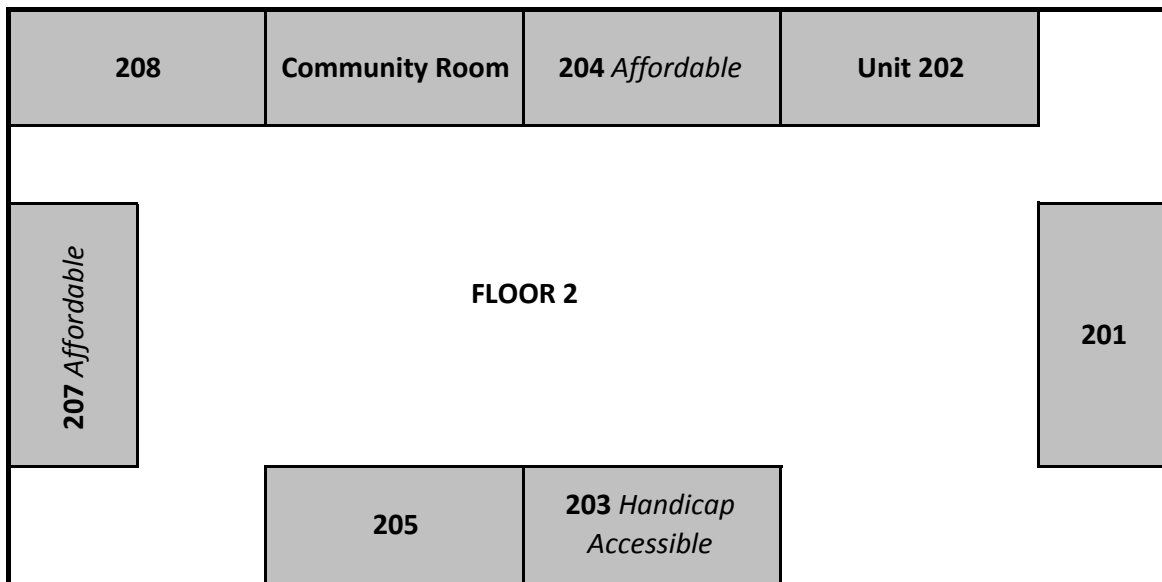 208
Community Room
204 Affordable
Unit 202
207 Affordable
FLOOR 2
201
205
203 Handicap
Accessible